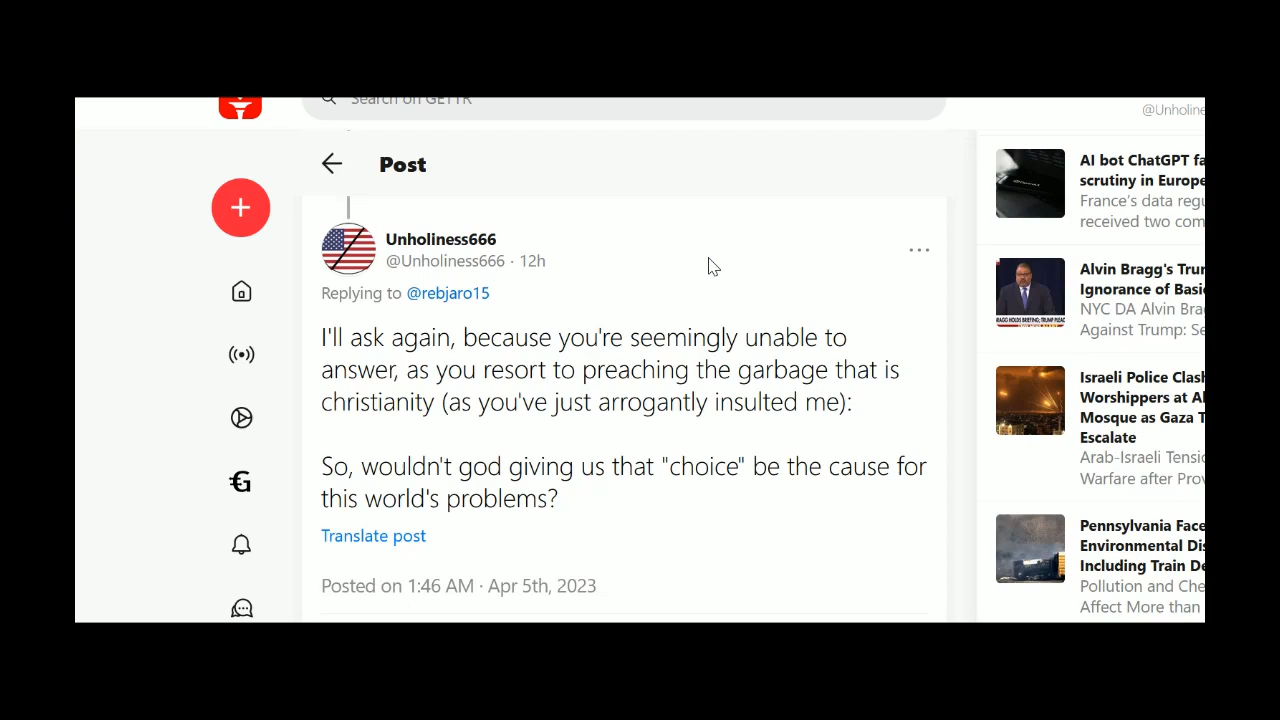 Search on GETTR
@Unholine
Post
Unholiness666
@Unholiness666 · 12h
Replying to @rebjaro15
I'll ask again, because you're seemingly unable to
answer, as you resort to preaching the garbage that is
christianity (as you've just arrogantly insulted me):
So, wouldn't god giving us that "choice" be the cause for
this world's problems?
Translate post
Posted on 1:46 AM · Apr 5th, 2023
AI bot ChatGPT fa
scrutiny in Europe
France's data regu
received two com
Alvin Bragg's Trum
Ignorance of Basic
NYC DA Alvin Brag
Against Trump: Se
Israeli Police Clash
Worshippers at Al
Mosque as Gaza T
Escalate
Arab-Israeli Tensio
Warfare after Prov
Pennsylvania Face
Environmental Dis
Including Train De
Pollution and Che
Affect More than